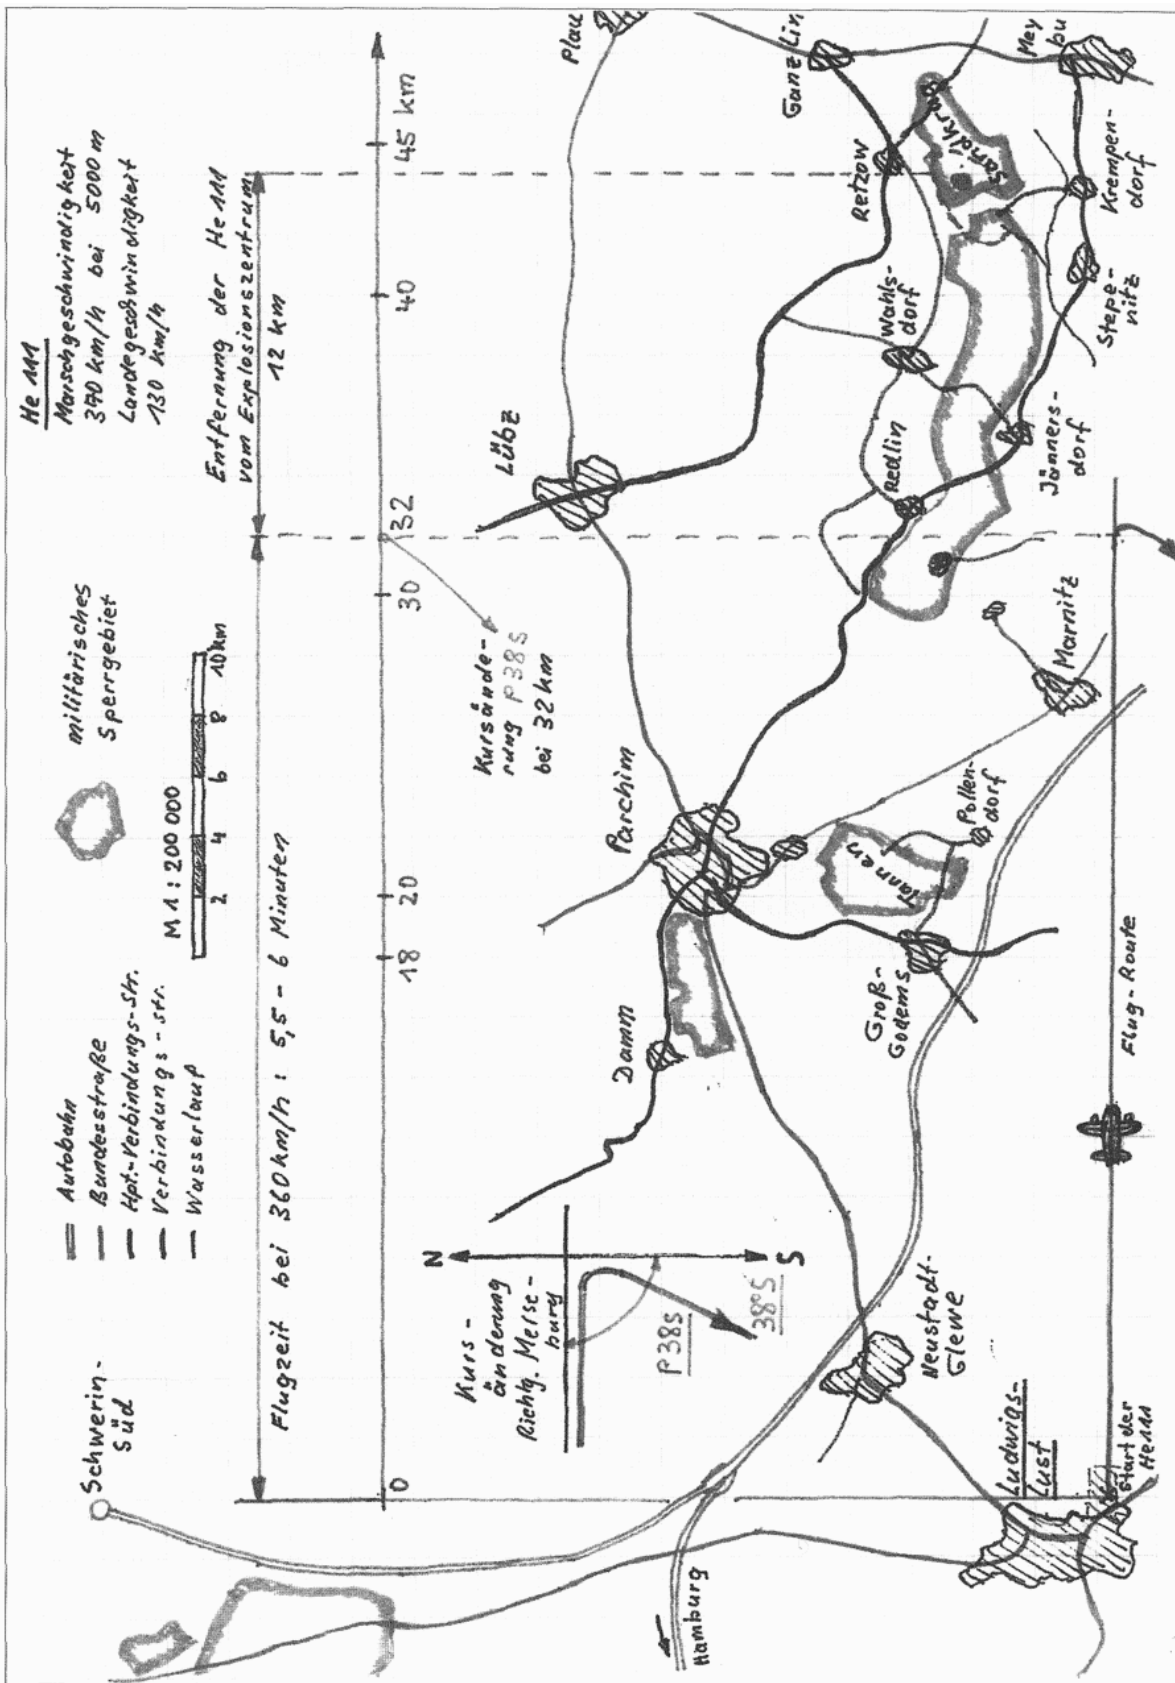 He 111
Marschgeschwindigkeit
370 km/h bei 5000 m
Landegeschwindigkeit
130 km/h
Entfernung der He 111
vom Explosionszentrum
12 km
militärisches
Sperrgebiet
M 1 : 200 000
2 4 6 8 10 km
Autobahn
Bundesstraße
Hpt.-Verbindungs-Str.
Verbindungs-str.
Wasserlauf
Flugzeit bei 360 km/h : 5,5 - 6 Minuten
0 18 20 30 32 40 45 km
Schwerin-
Süd
Kursände-
rung P38S
bei 32 km
Kurs-
änderung
Richtg. Merse-
burg
N
S
P38S
38°S
Plau
Lübz
Ganzlin
Retzow
Sandkrug
Mey
bu
Krempen-
dorf
Stepe-
nitz
Wahls-
dorf
Redlin
Jänners-
dorf
Marnitz
Parchim
Damm
Tannen
Pollen-
dorf
Groß-
Godems
Neustadt-
Glewe
Ludwigs-
Lust
Start der
He 111
Flug-Route
Hamburg